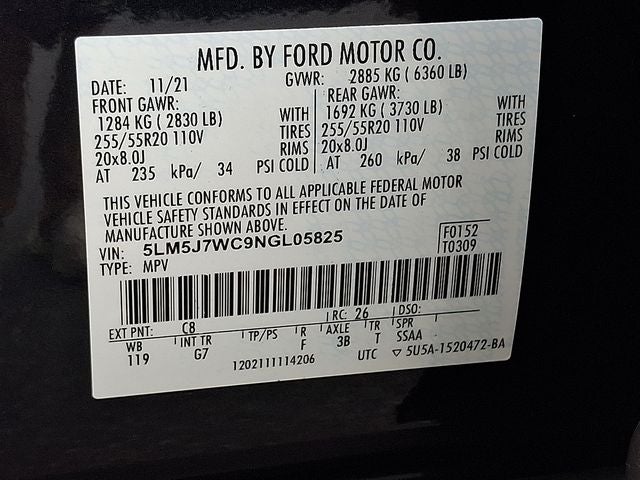 MFD. BY FORD MOTOR CO.
DATE: 11/21 GVWR: 2885 KG ( 6360 LB)
FRONT GAWR: REAR GAWR:
1284 KG ( 2830 LB) WITH 1692 KG ( 3730 LB) WITH
255/55R20 110V TIRES 255/55R20 110V TIRES
20x8.0J RIMS 20x8.0J RIMS
AT 235 kPa/ 34 PSI COLD AT 260 kPa/ 38 PSI COLD
THIS VEHICLE CONFORMS TO ALL APPLICABLE FEDERAL MOTOR
VEHICLE SAFETY STANDARDS IN EFFECT ON THE DATE OF
MANUFACTURE SHOWN ABOVE.
VIN: 5LM5J7WC9NGL05825 F0152
TYPE: MPV T0309
EXT PNT: C8 RC: 26 DSO:
WB INT TR TP/PS R AXLE TR SPR
119 G7 F 3B T SSAA
1202111114206 UTC ▽ 5U5A-1520472-BA